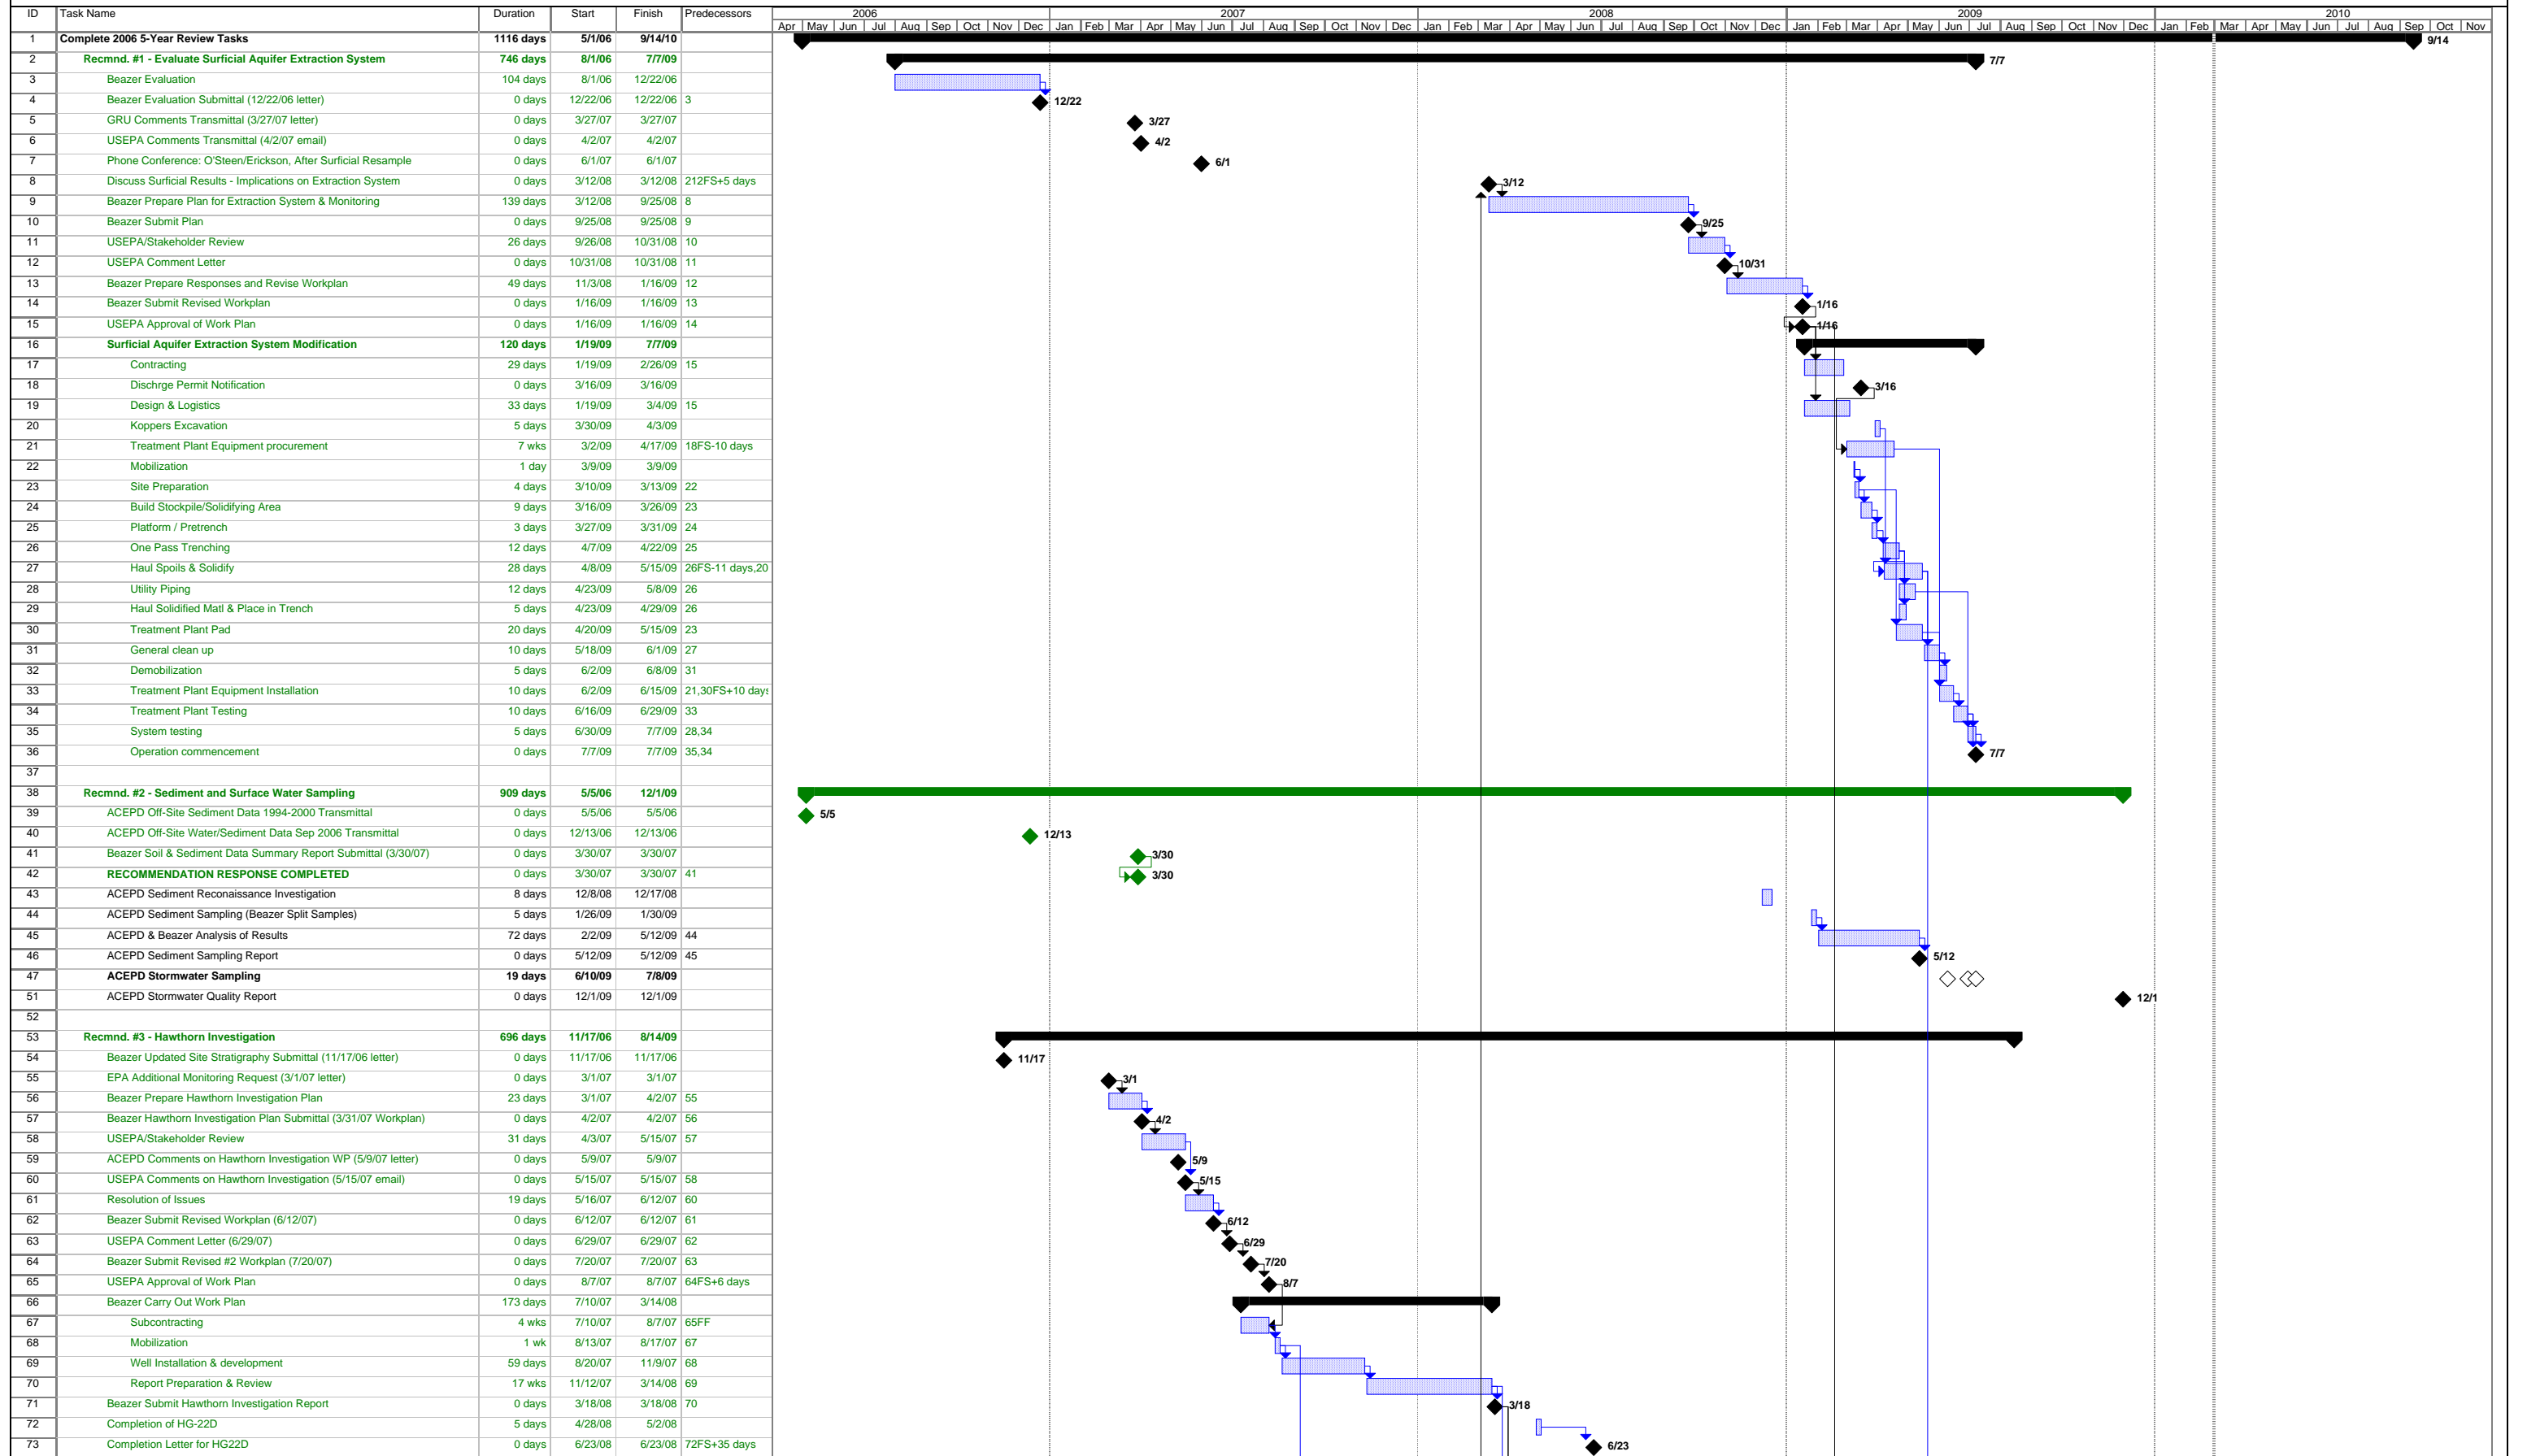 ID Task Name Duration Start Finish Predecessors
2006 2007 2008 2009 2010
Apr May Jun Jul Aug Sep Oct Nov Dec Jan Feb Mar Apr May Jun Jul Aug Sep Oct Nov Dec Jan Feb Mar Apr May Jun Jul Aug Sep Oct Nov Dec Jan Feb Mar Apr May Jun Jul Aug Sep Oct Nov Dec Jan Feb Mar Apr May Jun Jul Aug Sep Oct Nov
1 Complete 2006 5-Year Review Tasks 1116 days 5/1/06 9/14/10 9/14
2 Recmnd. #1 - Evaluate Surficial Aquifer Extraction System 746 days 8/1/06 7/7/09 7/7
3 Beazer Evaluation 104 days 8/1/06 12/22/06
4 Beazer Evaluation Submittal (12/22/06 letter) 0 days 12/22/06 12/22/06 3 12/22
5 GRU Comments Transmittal (3/27/07 letter) 0 days 3/27/07 3/27/07 3/27
6 USEPA Comments Transmittal (4/2/07 email) 0 days 4/2/07 4/2/07 4/2
7 Phone Conference: O'Steen/Erickson, After Surficial Resample 0 days 6/1/07 6/1/07 6/1
8 Discuss Surficial Results - Implications on Extraction System 0 days 3/12/08 3/12/08 212FS+5 days 3/12
9 Beazer Prepare Plan for Extraction System & Monitoring 139 days 3/12/08 9/25/08 8
10 Beazer Submit Plan 0 days 9/25/08 9/25/08 9 9/25
11 USEPA/Stakeholder Review 26 days 9/26/08 10/31/08 10
12 USEPA Comment Letter 0 days 10/31/08 10/31/08 11 10/31
13 Beazer Prepare Responses and Revise Workplan 49 days 11/3/08 1/16/09 12
14 Beazer Submit Revised Workplan 0 days 1/16/09 1/16/09 13 1/16
15 USEPA Approval of Work Plan 0 days 1/16/09 1/16/09 14 1/16
16 Surficial Aquifer Extraction System Modification 120 days 1/19/09 7/7/09
17 Contracting 29 days 1/19/09 2/26/09 15
18 Dischrge Permit Notification 0 days 3/16/09 3/16/09 3/16
19 Design & Logistics 33 days 1/19/09 3/4/09 15
20 Koppers Excavation 5 days 3/30/09 4/3/09
21 Treatment Plant Equipment procurement 7 wks 3/2/09 4/17/09 18FS-10 days
22 Mobilization 1 day 3/9/09 3/9/09
23 Site Preparation 4 days 3/10/09 3/13/09 22
24 Build Stockpile/Solidifying Area 9 days 3/16/09 3/26/09 23
25 Platform / Pretrench 3 days 3/27/09 3/31/09 24
26 One Pass Trenching 12 days 4/7/09 4/22/09 25
27 Haul Spoils & Solidify 28 days 4/8/09 5/15/09 26FS-11 days,20
28 Utility Piping 12 days 4/23/09 5/8/09 26
29 Haul Solidified Matl & Place in Trench 5 days 4/23/09 4/29/09 26
30 Treatment Plant Pad 20 days 4/20/09 5/15/09 23
31 General clean up 10 days 5/18/09 6/1/09 27
32 Demobilization 5 days 6/2/09 6/8/09 31
33 Treatment Plant Equipment Installation 10 days 6/2/09 6/15/09 21,30FS+10 days
34 Treatment Plant Testing 10 days 6/16/09 6/29/09 33
35 System testing 5 days 6/30/09 7/7/09 28,34
36 Operation commencement 0 days 7/7/09 7/7/09 35,34 7/7
37
38 Recmnd. #2 - Sediment and Surface Water Sampling 909 days 5/5/06 12/1/09
39 ACEPD Off-Site Sediment Data 1994-2000 Transmittal 0 days 5/5/06 5/5/06 5/5
40 ACEPD Off-Site Water/Sediment Data Sep 2006 Transmittal 0 days 12/13/06 12/13/06 12/13
41 Beazer Soil & Sediment Data Summary Report Submittal (3/30/07) 0 days 3/30/07 3/30/07 3/30
42 RECOMMENDATION RESPONSE COMPLETED 0 days 3/30/07 3/30/07 41 3/30
43 ACEPD Sediment Reconaissance Investigation 8 days 12/8/08 12/17/08
44 ACEPD Sediment Sampling (Beazer Split Samples) 5 days 1/26/09 1/30/09
45 ACEPD & Beazer Analysis of Results 72 days 2/2/09 5/12/09 44
46 ACEPD Sediment Sampling Report 0 days 5/12/09 5/12/09 45 5/12
47 ACEPD Stormwater Sampling 19 days 6/10/09 7/8/09
51 ACEPD Stormwater Quality Report 0 days 12/1/09 12/1/09 12/1
52
53 Recmnd. #3 - Hawthorn Investigation 696 days 11/17/06 8/14/09
54 Beazer Updated Site Stratigraphy Submittal (11/17/06 letter) 0 days 11/17/06 11/17/06 11/17
55 EPA Additional Monitoring Request (3/1/07 letter) 0 days 3/1/07 3/1/07 3/1
56 Beazer Prepare Hawthorn Investigation Plan 23 days 3/1/07 4/2/07 55
57 Beazer Hawthorn Investigation Plan Submittal (3/31/07 Workplan) 0 days 4/2/07 4/2/07 56 4/2
58 USEPA/Stakeholder Review 31 days 4/3/07 5/15/07 57
59 ACEPD Comments on Hawthorn Investigation WP (5/9/07 letter) 0 days 5/9/07 5/9/07 5/9
60 USEPA Comments on Hawthorn Investigation (5/15/07 email) 0 days 5/15/07 5/15/07 58 5/15
61 Resolution of Issues 19 days 5/16/07 6/12/07 60
62 Beazer Submit Revised Workplan (6/12/07) 0 days 6/12/07 6/12/07 61 6/12
63 USEPA Comment Letter (6/29/07) 0 days 6/29/07 6/29/07 62 6/29
64 Beazer Submit Revised #2 Workplan (7/20/07) 0 days 7/20/07 7/20/07 63 7/20
65 USEPA Approval of Work Plan 0 days 8/7/07 8/7/07 64FS+6 days 8/7
66 Beazer Carry Out Work Plan 173 days 7/10/07 3/14/08
67 Subcontracting 4 wks 7/10/07 8/7/07 65FF
68 Mobilization 1 wk 8/13/07 8/17/07 67
69 Well Installation & development 59 days 8/20/07 11/9/07 68
70 Report Preparation & Review 17 wks 11/12/07 3/14/08 69
71 Beazer Submit Hawthorn Investigation Report 0 days 3/18/08 3/18/08 70 3/18
72 Completion of HG-22D 5 days 4/28/08 5/2/08
73 Completion Letter for HG22D 0 days 6/23/08 6/23/08 72FS+35 days 6/23